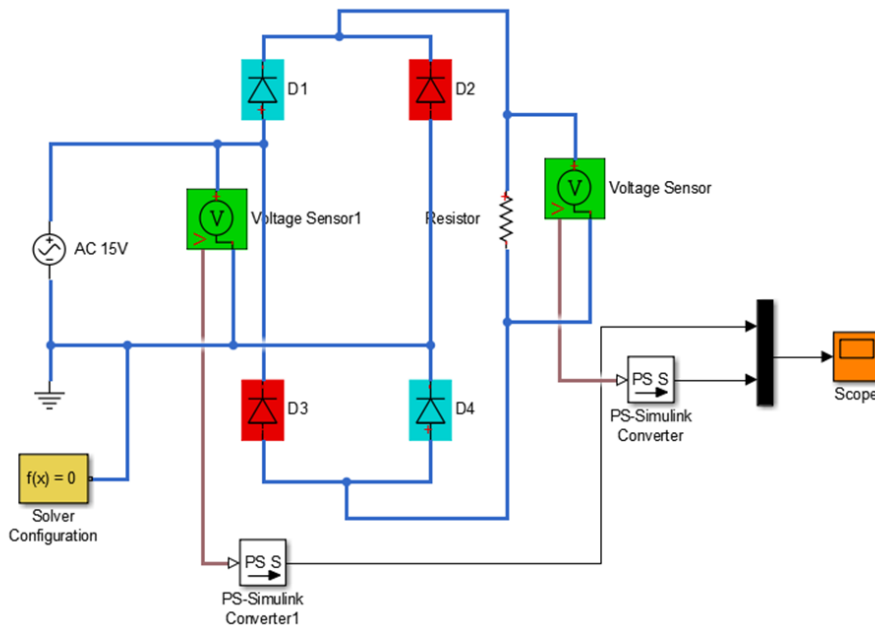 D1
D2
V
Voltage Sensor1
Resistor
V
Voltage Sensor
AC 15V
D3
D4
PS S
PS-Simulink
Converter
Scope
f(x) = 0
Solver
Configuration
PS S
PS-Simulink
Converter1